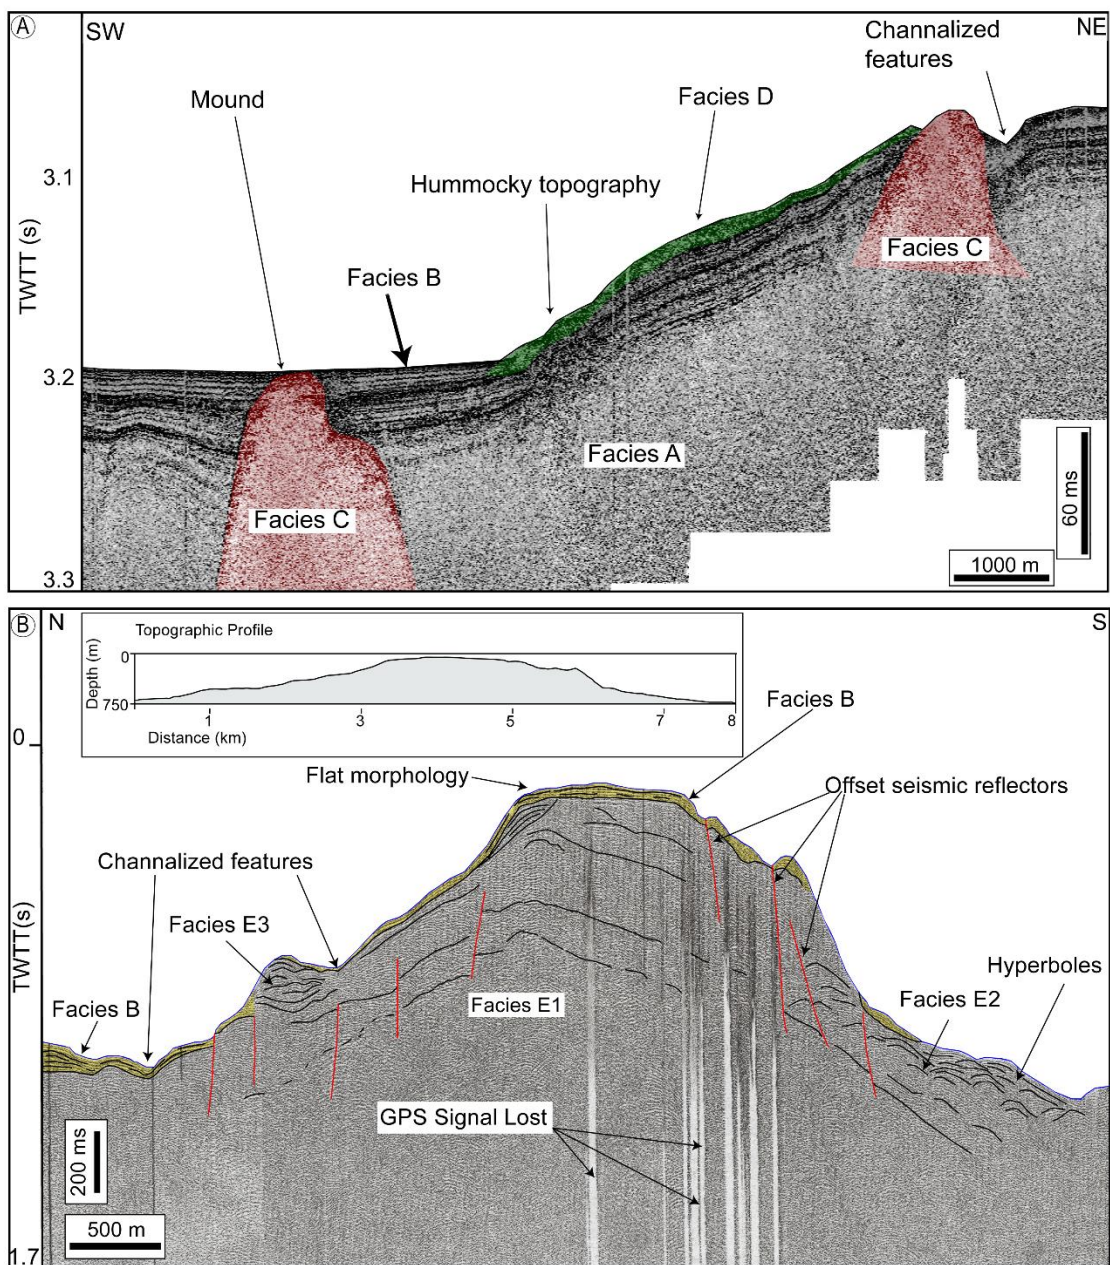 A
SW
Channalized
features
NE
Mound
Facies D
3.1
Hummocky topography
TWTT (s)
Facies B
Facies C
3.2
Facies A
Facies C
60 ms
1000 m
3.3
B
N
S
Topographic Profile
Depth (m)
0
750
1
3
5
7
8
Distance (km)
Facies B
0
Flat morphology
Offset seismic reflectors
Channalized features
Facies E3
TWTT(s)
Hyperboles
Facies B
Facies E1
Facies E2
GPS Signal Lost
200 ms
500 m
1.7